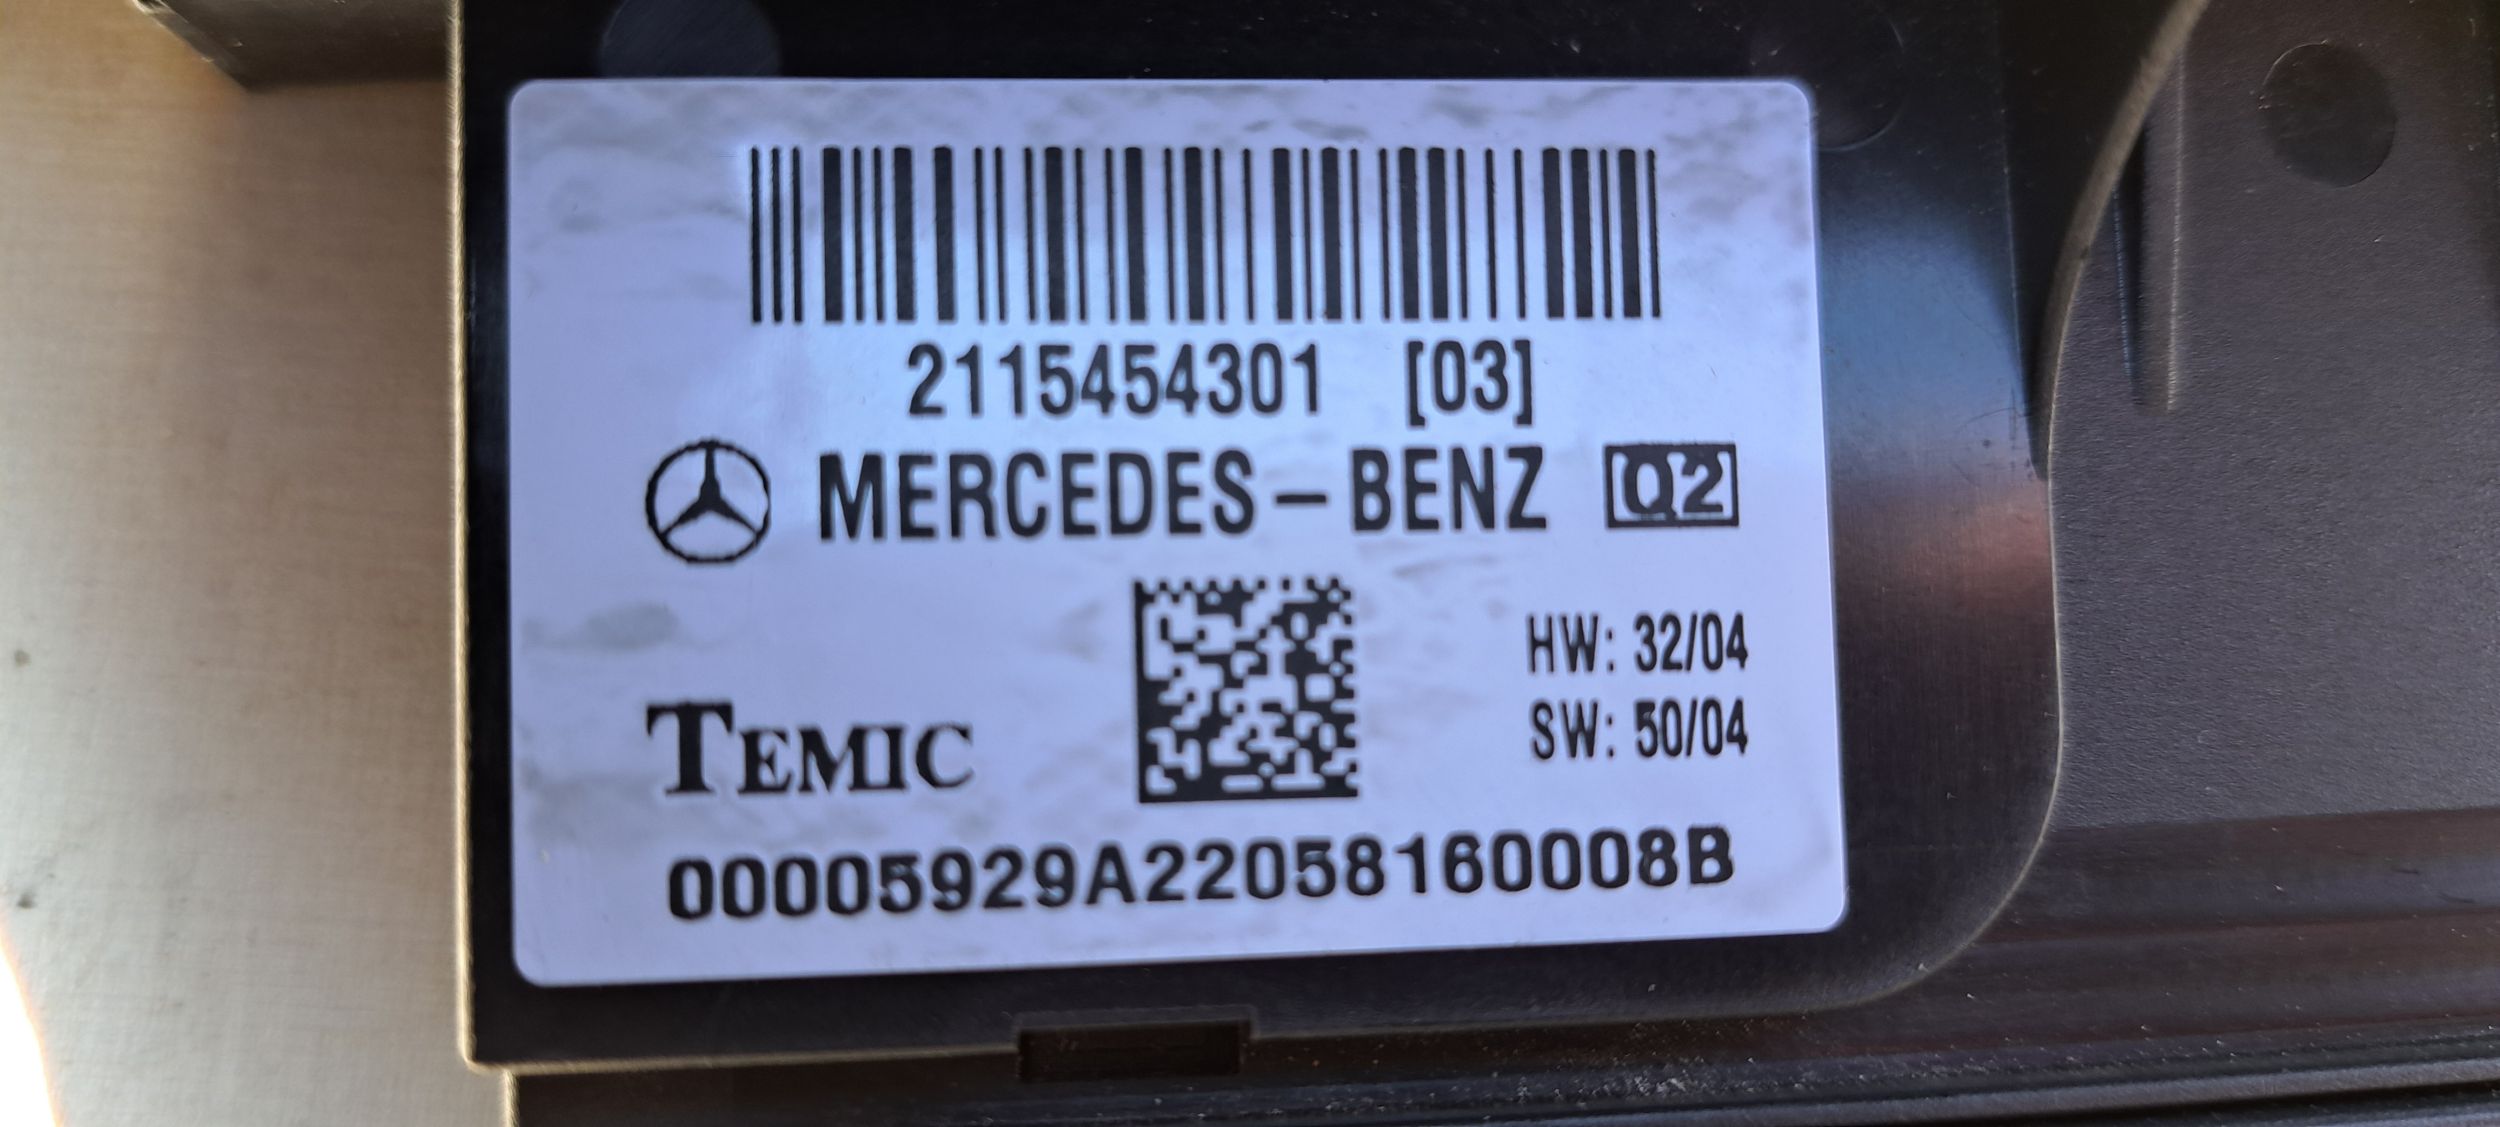 2115454301 [03]
MERCEDES-BENZ Q2
HW: 32/04
SW: 50/04
TEMIC
00005929A22058160008B